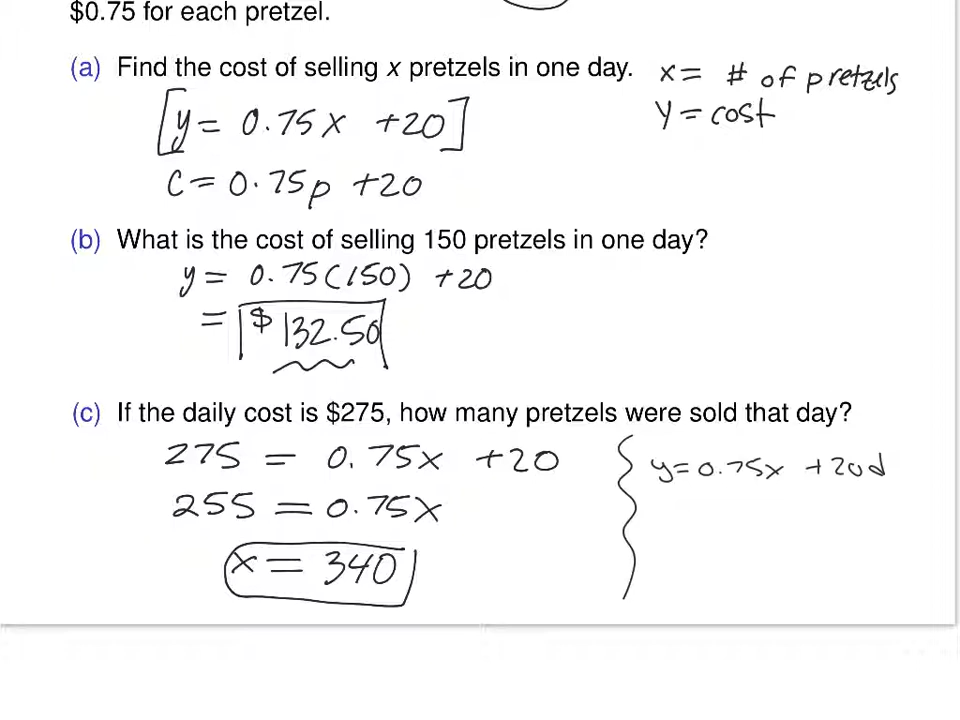 $0.75 for each pretzel.
(a) Find the cost of selling x pretzels in one day.
x = # of pretzels
y = cost
[y = 0.75x +20]
C = 0.75p +20
(b) What is the cost of selling 150 pretzels in one day?
y = 0.75(150) +20
= $132.50
(c) If the daily cost is $275, how many pretzels were sold that day?
275 = 0.75x +20
y=0.75x +20d
255 = 0.75x
x = 340